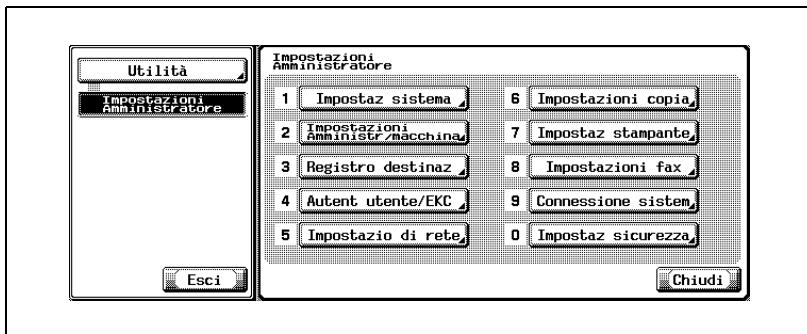 Utilità
Impostazioni
Amministratore
Esci
Impostazioni
Amministratore
1 Impostaz sistema
2 Impostazioni
Amministr/macchina
3 Registro destinaz
4 Autent utente/EKC
5 Impostazio di rete
6 Impostazioni copia
7 Impostaz stampante
8 Impostazioni fax
9 Connessione sistem
0 Impostaz sicurezza
Chiudi